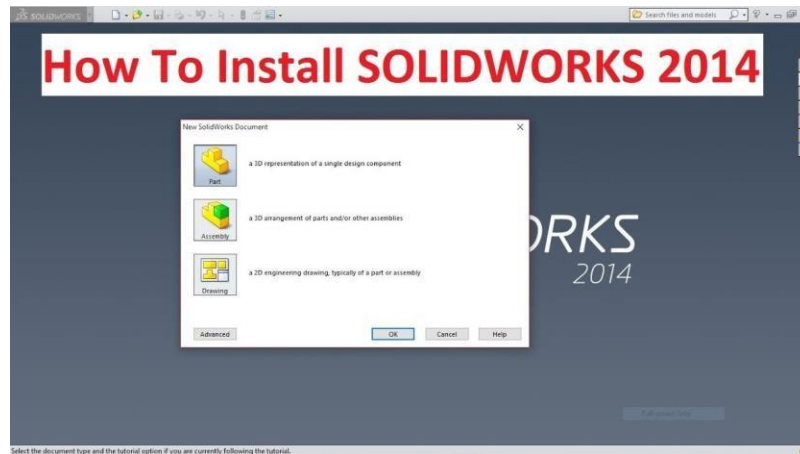 SOLIDWORKS
Search files and models
How To Install SOLIDWORKS 2014
New SolidWorks Document
Part
a 3D representation of a single design component
Assembly
a 3D arrangement of parts and/or other assemblies
ORKS
2014
Drawing
a 2D engineering drawing, typically of a part or assembly
Advanced
OK
Cancel
Help
Select the document type and the tutorial option if you are currently following the tutorial.